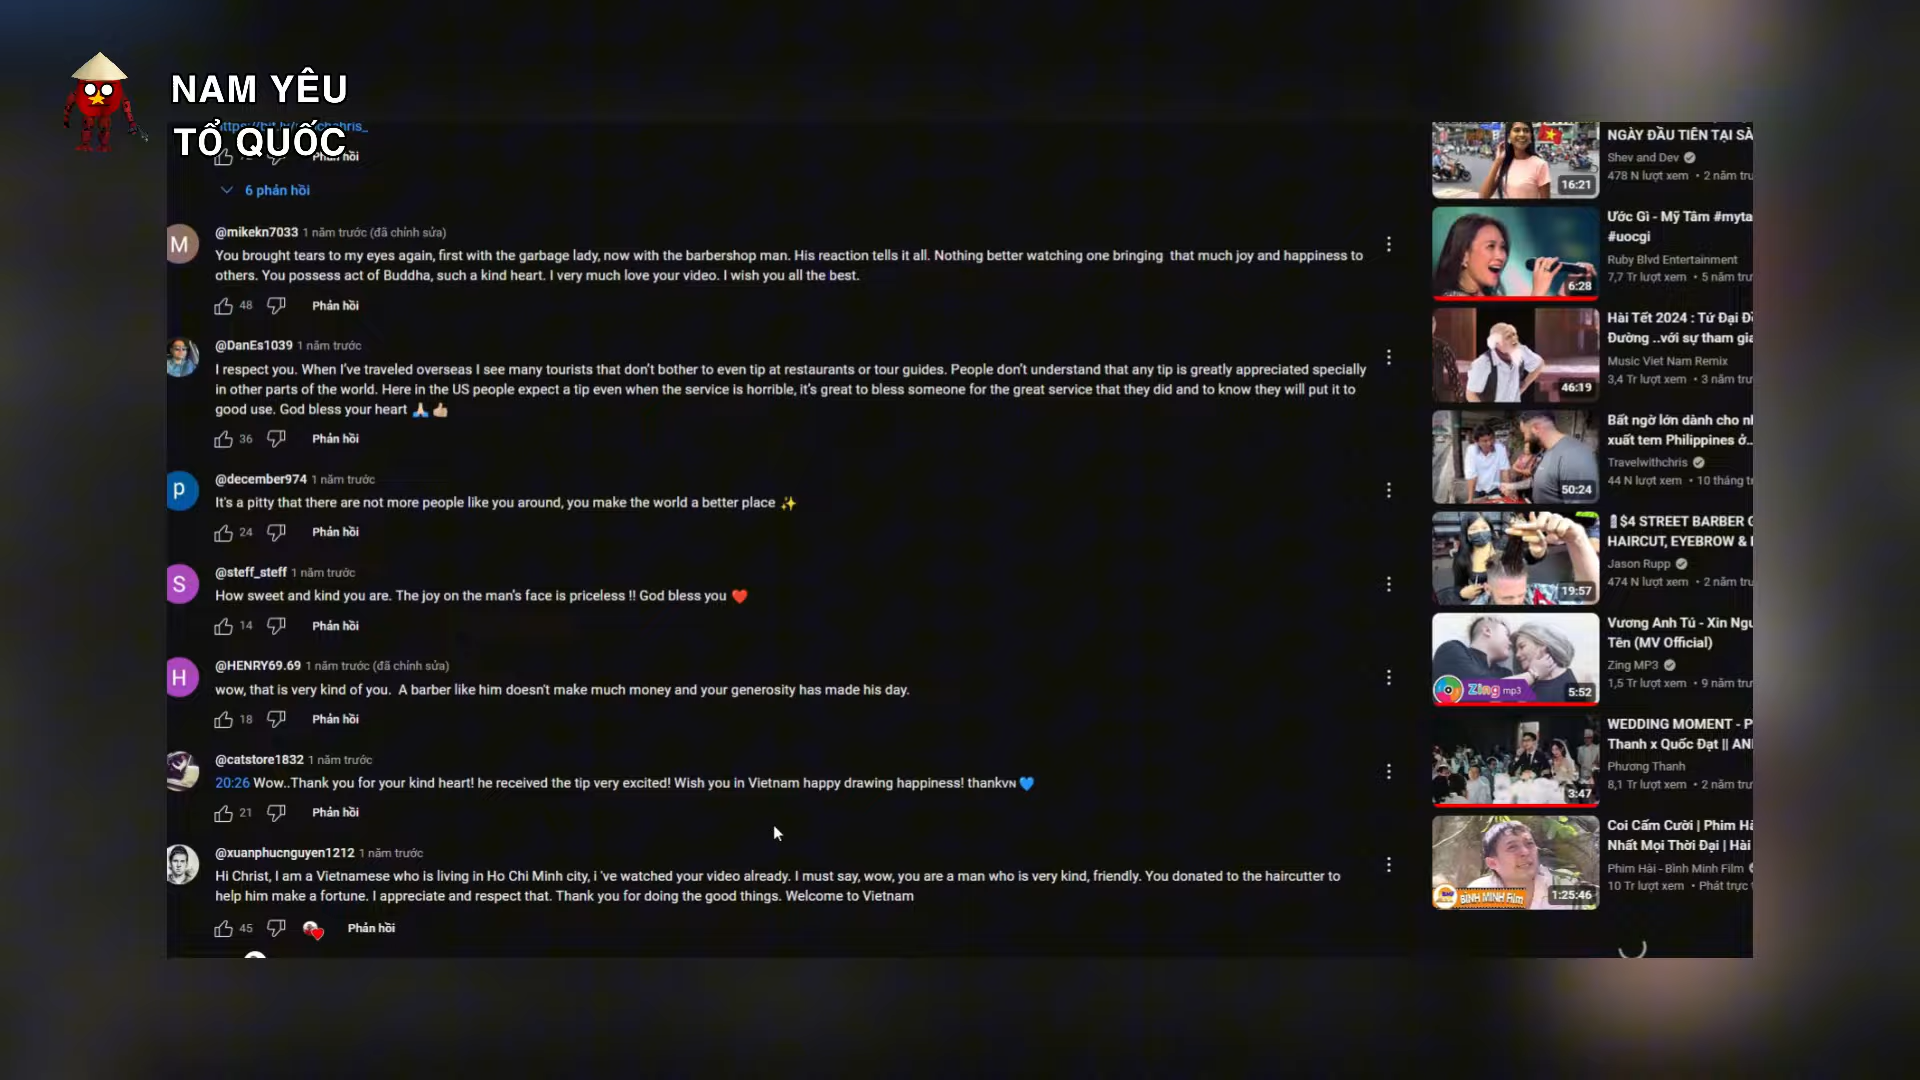 NAM YÊU
TỔ QUỐC
Phản hồi
6 phản hồi
M
@mikekn7033 1 năm trước (đã chỉnh sửa)
You brought tears to my eyes again, first with the garbage lady, now with the barbershop man. His reaction tells it all. Nothing better watching one bringing  that much joy and happiness to
others. You possess act of Buddha, such a kind heart. I very much love your video. I wish you all the best.
48 Phản hồi
@DanEs1039 1 năm trước
I respect you. When I've traveled overseas I see many tourists that don't bother to even tip at restaurants or tour guides. People don't understand that any tip is greatly appreciated specially
in other parts of the world. Here in the US people expect a tip even when the service is horrible, it's great to bless someone for the great service that they did and to know they will put it to
good use. God bless your heart 🙏👍
36 Phản hồi
p
@december974 1 năm trước
It's a pitty that there are not more people like you around, you make the world a better place ✨
24 Phản hồi
S
@steff_steff 1 năm trước
How sweet and kind you are. The joy on the man's face is priceless !! God bless you ❤️
14 Phản hồi
H
@HENRY69.69 1 năm trước (đã chỉnh sửa)
wow, that is very kind of you.  A barber like him doesn't make much money and your generosity has made his day.
18 Phản hồi
@catstore1832 1 năm trước
20:26 Wow..Thank you for your kind heart! he received the tip very excited! Wish you in Vietnam happy drawing happiness! thankVN 💙
21 Phản hồi
@xuanphucnguyen1212 1 năm trước
Hi Christ, I am a Vietnamese who is living in Ho Chi Minh city, i 've watched your video already. I must say, wow, you are a man who is very kind, friendly. You donated to the haircutter to
help him make a fortune. I appreciate and respect that. Thank you for doing the good things. Welcome to Vietnam
45 Phản hồi
NGÀY ĐẦU TIÊN TẠI SÀ
Shev and Dev
478 N lượt xem • 2 năm trư
16:21
Ước Gì - Mỹ Tâm #myta
#uocgi
Ruby Blvd Entertainment
7,7 Tr lượt xem • 5 năm trư
6:28
Hài Tết 2024 : Tứ Đại Đ
Đường ..với sự tham gia
Music Viet Nam Remix
3,4 Tr lượt xem • 3 năm trư
46:19
Bất ngờ lớn dành cho nh
xuất tem Philippines ở...
Travelwithchris
44 N lượt xem • 10 tháng tr
50:24
💈$4 STREET BARBER
HAIRCUT, EYEBROW &
Jason Rupp
474 N lượt xem • 2 năm trư
19:57
Vương Anh Tú - Xin Ngu
Tên (MV Official)
Zing MP3
1,5 Tr lượt xem • 9 năm trư
Zing mp3
5:52
WEDDING MOMENT - P
Thanh x Quốc Đạt || ANI
Phương Thanh
8,1 Tr lượt xem • 2 năm trư
3:47
Coi Cấm Cười | Phim Hà
Nhất Mọi Thời Đại | Hài
Phim Hài - Bình Minh Film
10 Tr lượt xem • Phát trực t
BÌNH MINH Film
1:25:46